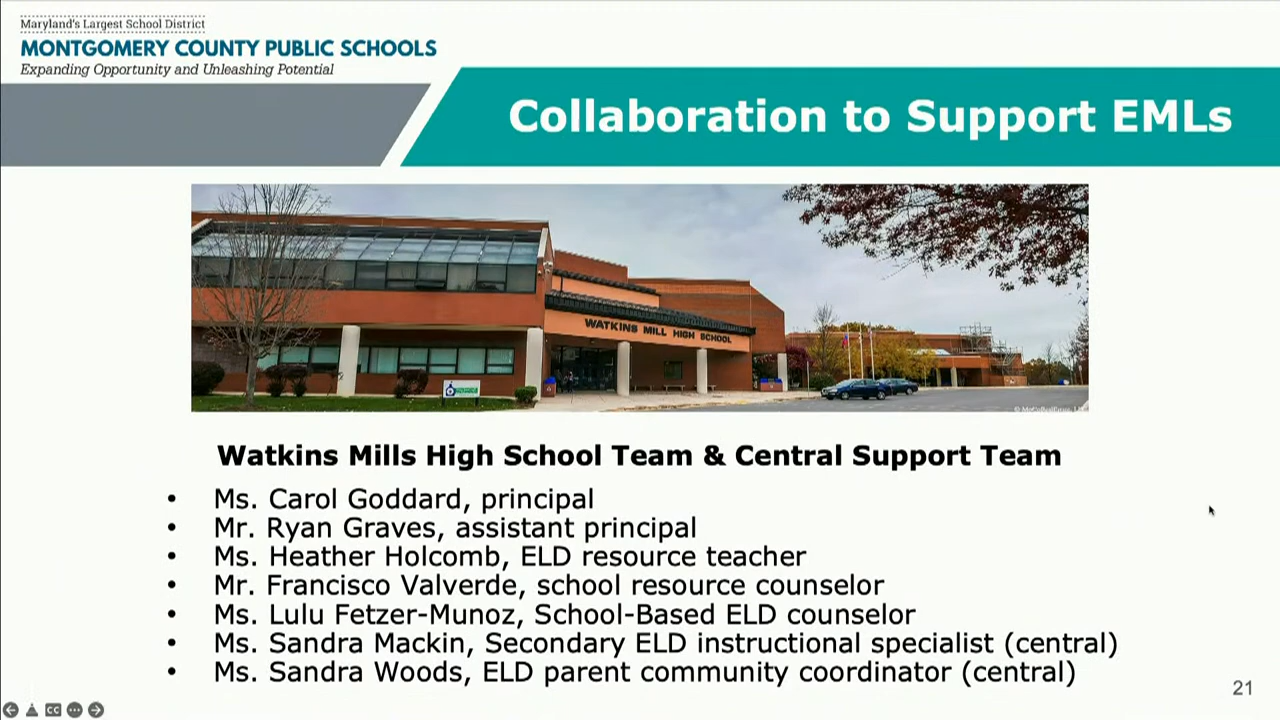 Maryland's Largest School District
MONTGOMERY COUNTY PUBLIC SCHOOLS
Expanding Opportunity and Unleashing Potential
Collaboration to Support EMLs
WATKINS MILL HIGH SCHOOL
Watkins Mills High School Team & Central Support Team
• Ms. Carol Goddard, principal
• Mr. Ryan Graves, assistant principal
• Ms. Heather Holcomb, ELD resource teacher
• Mr. Francisco Valverde, school resource counselor
• Ms. Lulu Fetzer-Munoz, School-Based ELD counselor
• Ms. Sandra Mackin, Secondary ELD instructional specialist (central)
• Ms. Sandra Woods, ELD parent community coordinator (central)
21
CC